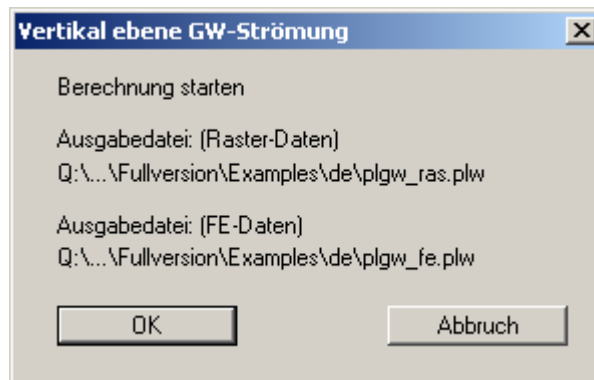 Vertikal ebene GW-Strömung
Berechnung starten
Ausgabedatei: (Raster-Daten)
Q:\...\Fullversion\Examples\de\plgw_ras.plw
Ausgabedatei: (FE-Daten)
Q:\...\Fullversion\Examples\de\plgw_fe.plw
OK
Abbruch